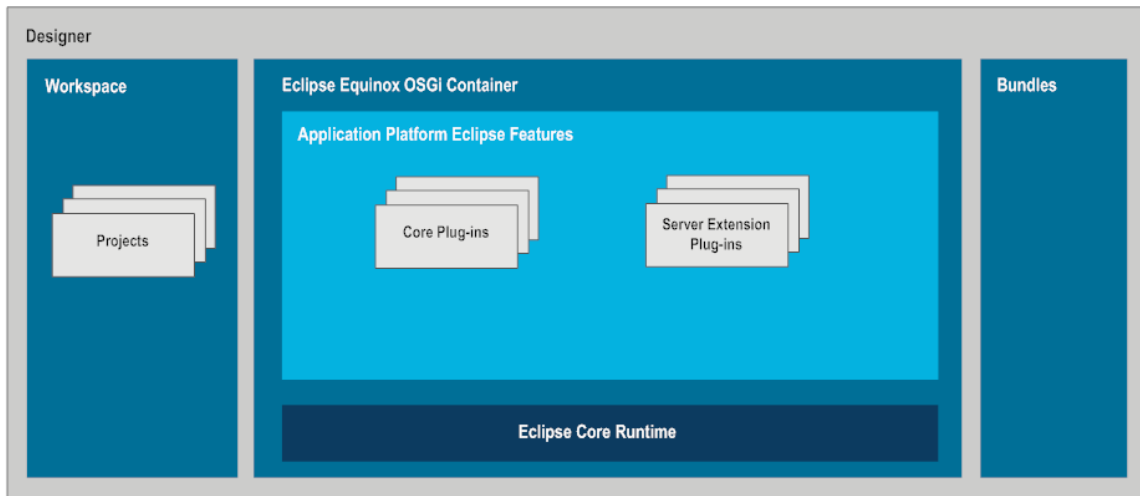 Designer
Workspace
Eclipse Equinox OSGi Container
Bundles
Application Platform Eclipse Features
Projects
Core Plug-ins
Server Extension
Plug-ins
Eclipse Core Runtime